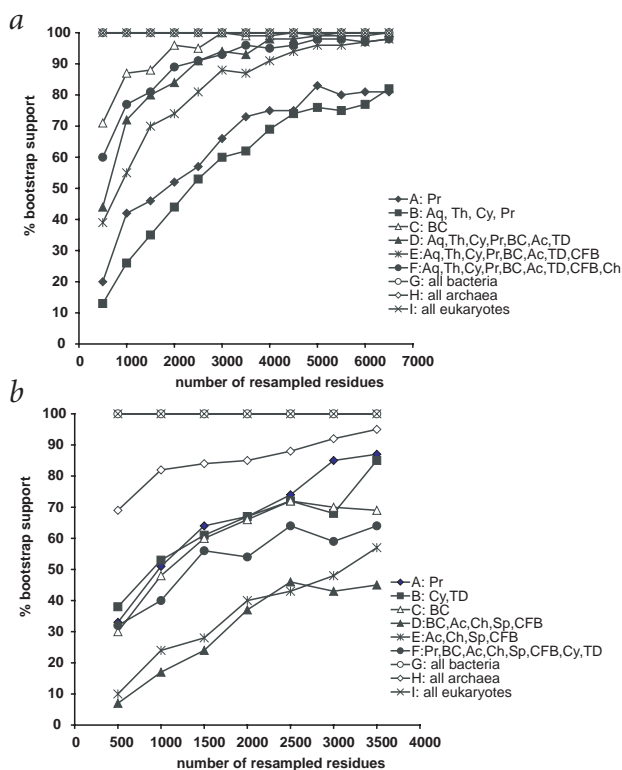 a
% bootstrap support
100
90
80
70
60
50
40
30
20
10
0
0 1000 2000 3000 4000 5000 6000 7000
number of resampled residues
A: Pr
B: Aq, Th, Cy, Pr
C: BC
D: Aq,Th,Cy,Pr,BC,Ac,TD
E:Aq,Th,Cy,Pr,BC,Ac,TD,CFB
F:Aq,Th,Cy,Pr,BC,Ac,TD,CFB,Ch
G: all bacteria
H: all archaea
I: all eukaryotes
b
% bootstrap support
100
90
80
70
60
50
40
30
20
10
0
0 500 1000 1500 2000 2500 3000 3500 4000
number of resampled residues
A: Pr
B: Cy,TD
C: BC
D:BC,Ac,Ch,Sp,CFB
E:Ac,Ch,Sp,CFB
F:Pr,BC,Ac,Ch,Sp,CFB,Cy,TD
G: all bacteria
H: all archaea
I: all eukaryotes